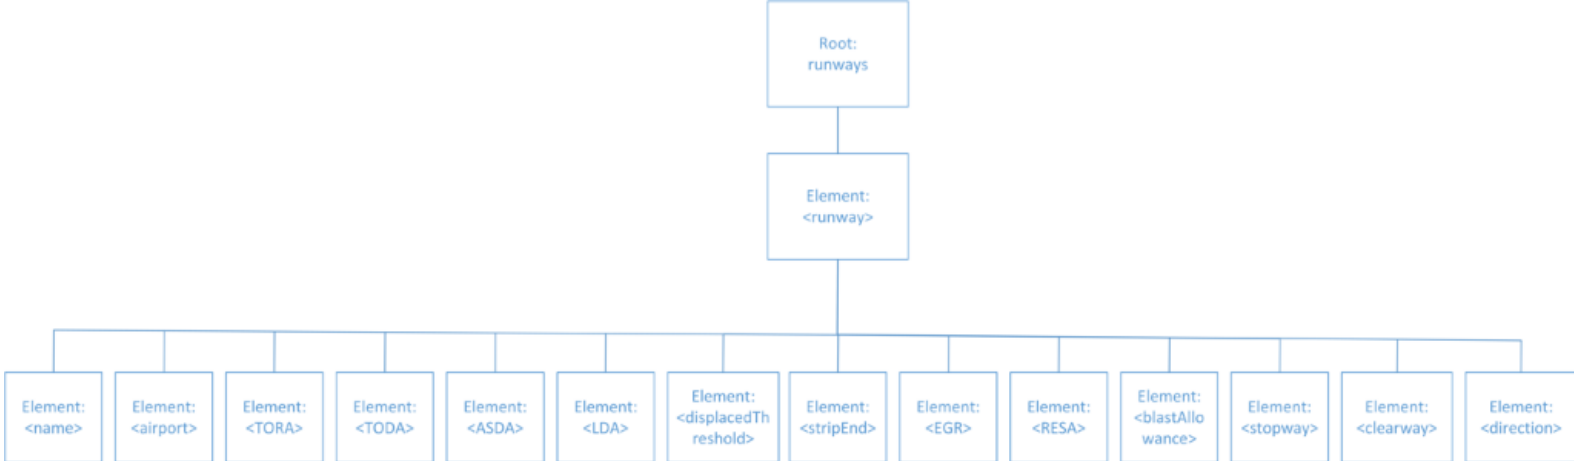 Root:
runways
Element:
<runway>
Element:
<name>
Element:
<airport>
Element:
<TORA>
Element:
<TODA>
Element:
<ASDA>
Element:
<LDA>
Element:
<displacedTh
reshold>
Element:
<stripEnd>
Element:
<EGR>
Element:
<RESA>
Element:
<blastAllo
wance>
Element:
<stopway>
Element:
<clearway>
Element:
<direction>